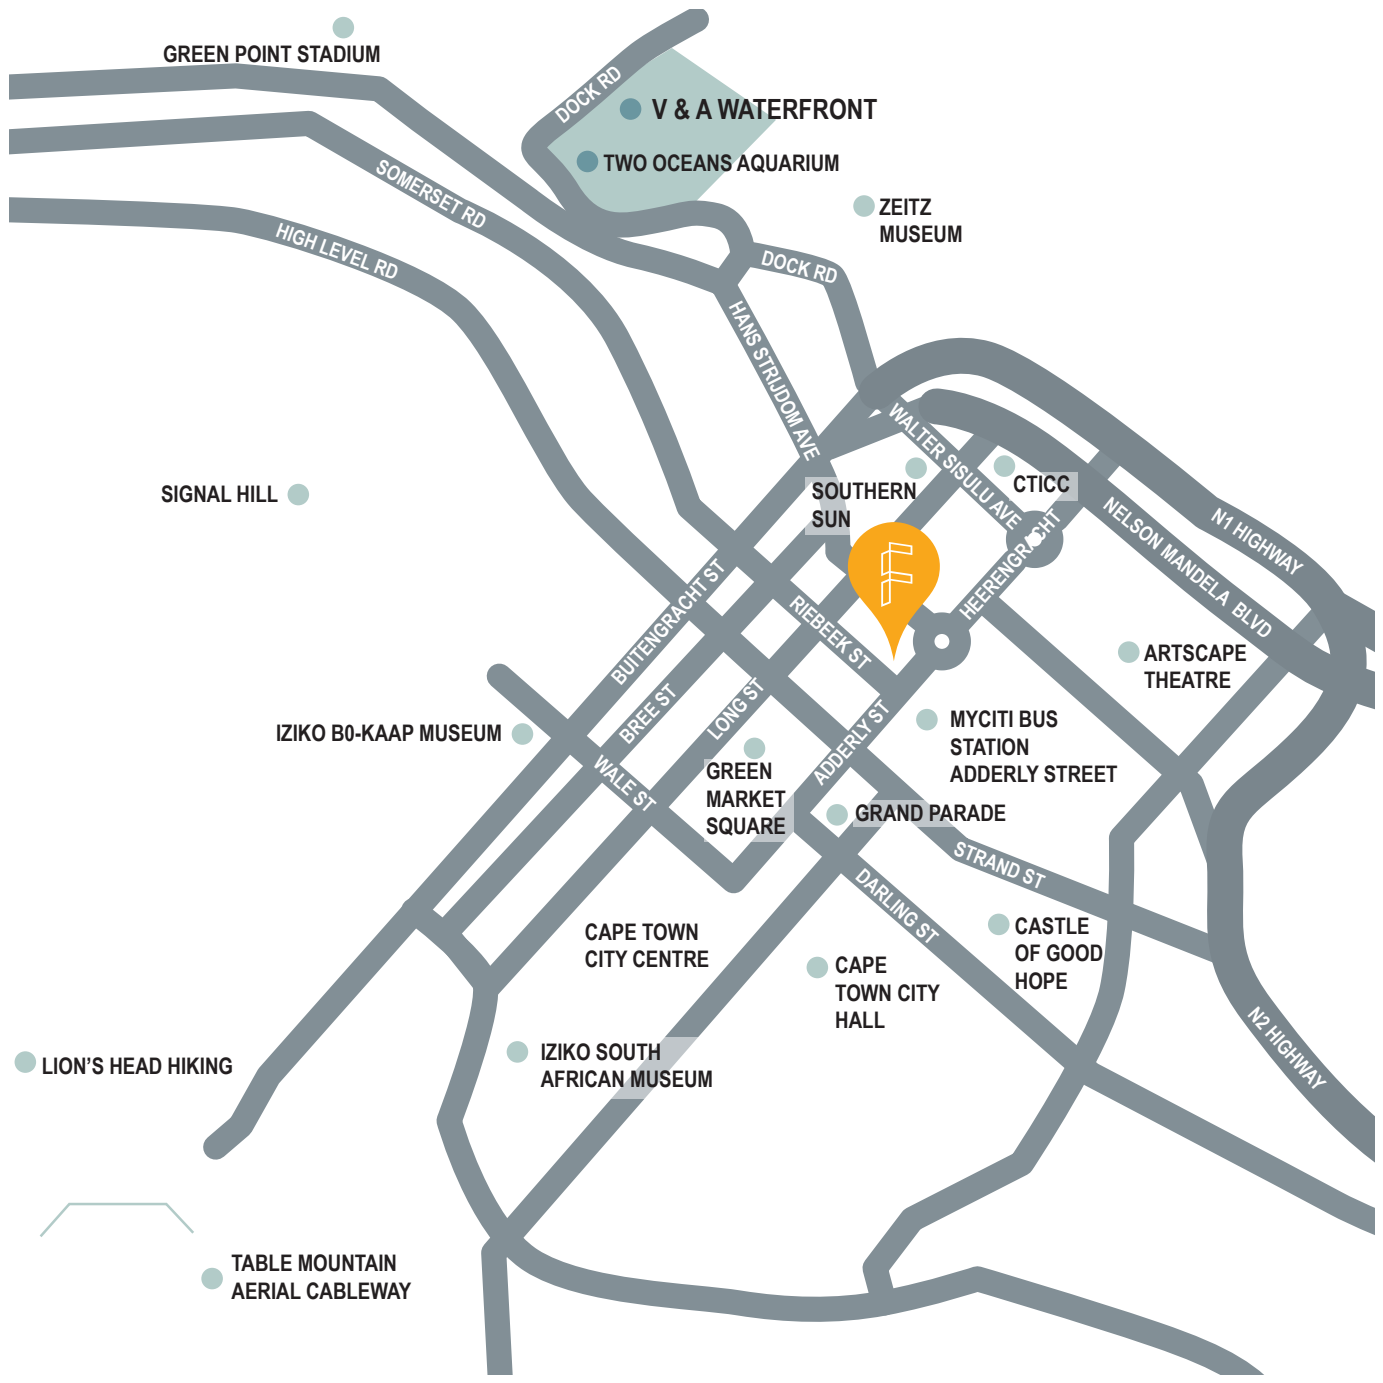 GREEN POINT STADIUM
DOCK RD
V & A WATERFRONT
TWO OCEANS AQUARIUM
SOMERSET RD
ZEITZ
MUSEUM
HIGH LEVEL RD
DOCK RD
HANS STRIJDOM AVE
WALTER SISULU AVE
SIGNAL HILL
SOUTHERN
SUN
CTICC
NELSON MANDELA BLVD
N1 HIGHWAY
HEERENGRACHT
BUITENGRACHT ST
RIEBEEK ST
ARTSCAPE
THEATRE
BREE ST
LONG ST
ADDERLY ST
IZIKO B0-KAAP MUSEUM
MYCITI BUS
STATION
ADDERLY STREET
WALE ST
GREEN
MARKET
SQUARE
GRAND PARADE
STRAND ST
DARLING ST
CAPE TOWN
CITY CENTRE
CASTLE
OF GOOD
HOPE
CAPE
TOWN CITY
HALL
N2 HIGHWAY
IZIKO SOUTH
AFRICAN MUSEUM
LION’S HEAD HIKING
TABLE MOUNTAIN
AERIAL CABLEWAY